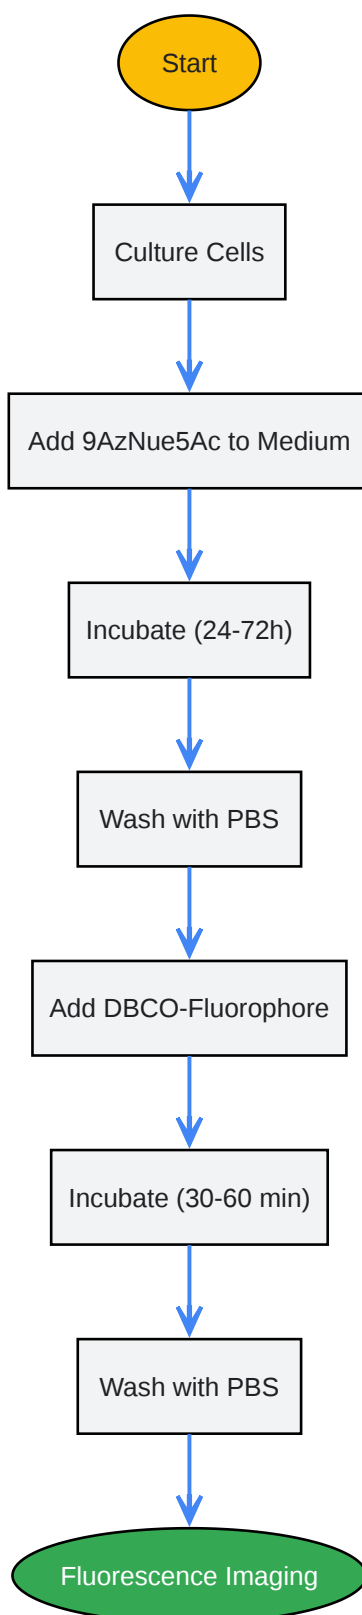 Start
Culture Cells
Add 9AzNue5Ac to Medium
Incubate (24-72h)
Wash with PBS
Add DBCO-Fluorophore
Incubate (30-60 min)
Wash with PBS
Fluorescence Imaging